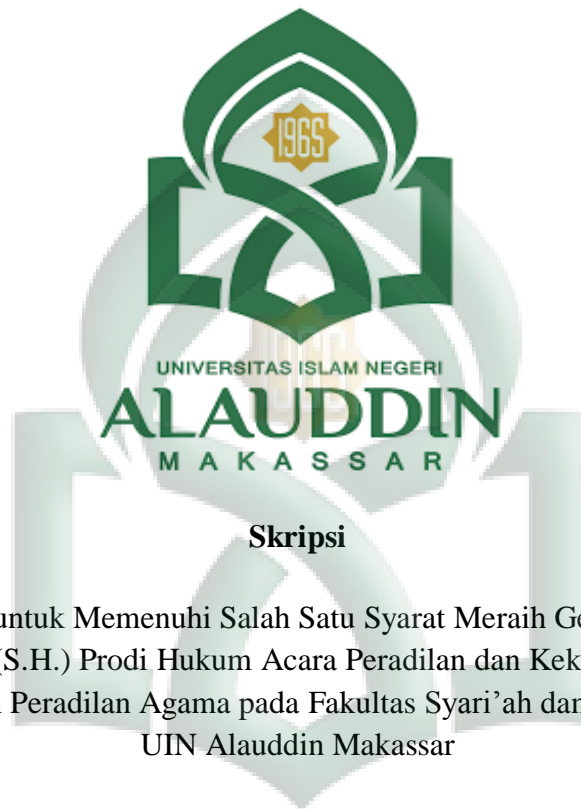 1965
UNIVERSITAS ISLAM NEGERI
ALAUDDIN
MAKASSAR
Skripsi
untuk Memenuhi Salah Satu Syarat Meraih
(S.H.) Prodi Hukum Acara Peradilan dan
Peradilan Agama pada Fakultas Syari’ah dan
UIN Alauddin Makassar